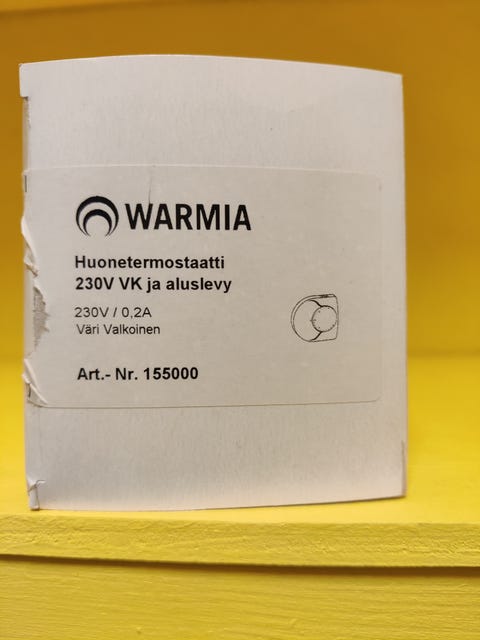 WARMIA
Huonetermostaatti
230V VK ja aluslevy
230V / 0,2A
Väri Valkoinen
Art.- Nr. 155000